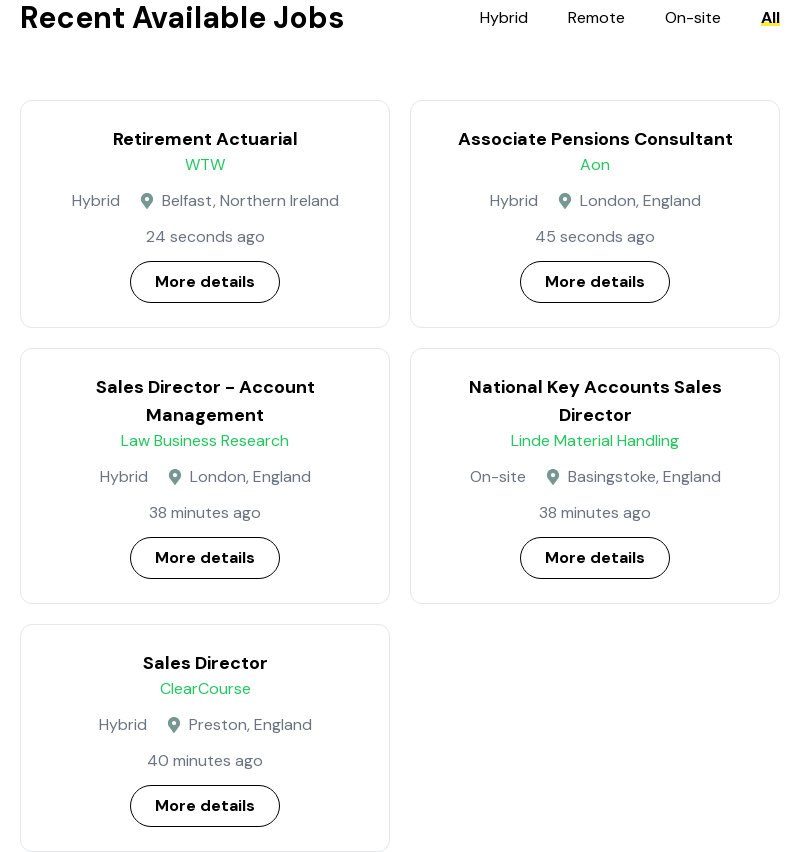 Recent Available Jobs
Hybrid Remote On-site All
Retirement Actuarial
WTW
Hybrid Belfast, Northern Ireland
24 seconds ago
More details
Associate Pensions Consultant
Aon
Hybrid London, England
45 seconds ago
More details
Sales Director - Account
Management
Law Business Research
Hybrid London, England
38 minutes ago
More details
National Key Accounts Sales
Director
Linde Material Handling
On-site Basingstoke, England
38 minutes ago
More details
Sales Director
ClearCourse
Hybrid Preston, England
40 minutes ago
More details